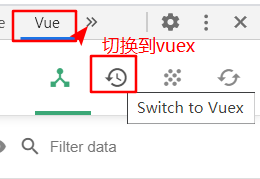 Vue
切换到vuex
Switch to Vuex
Filter data